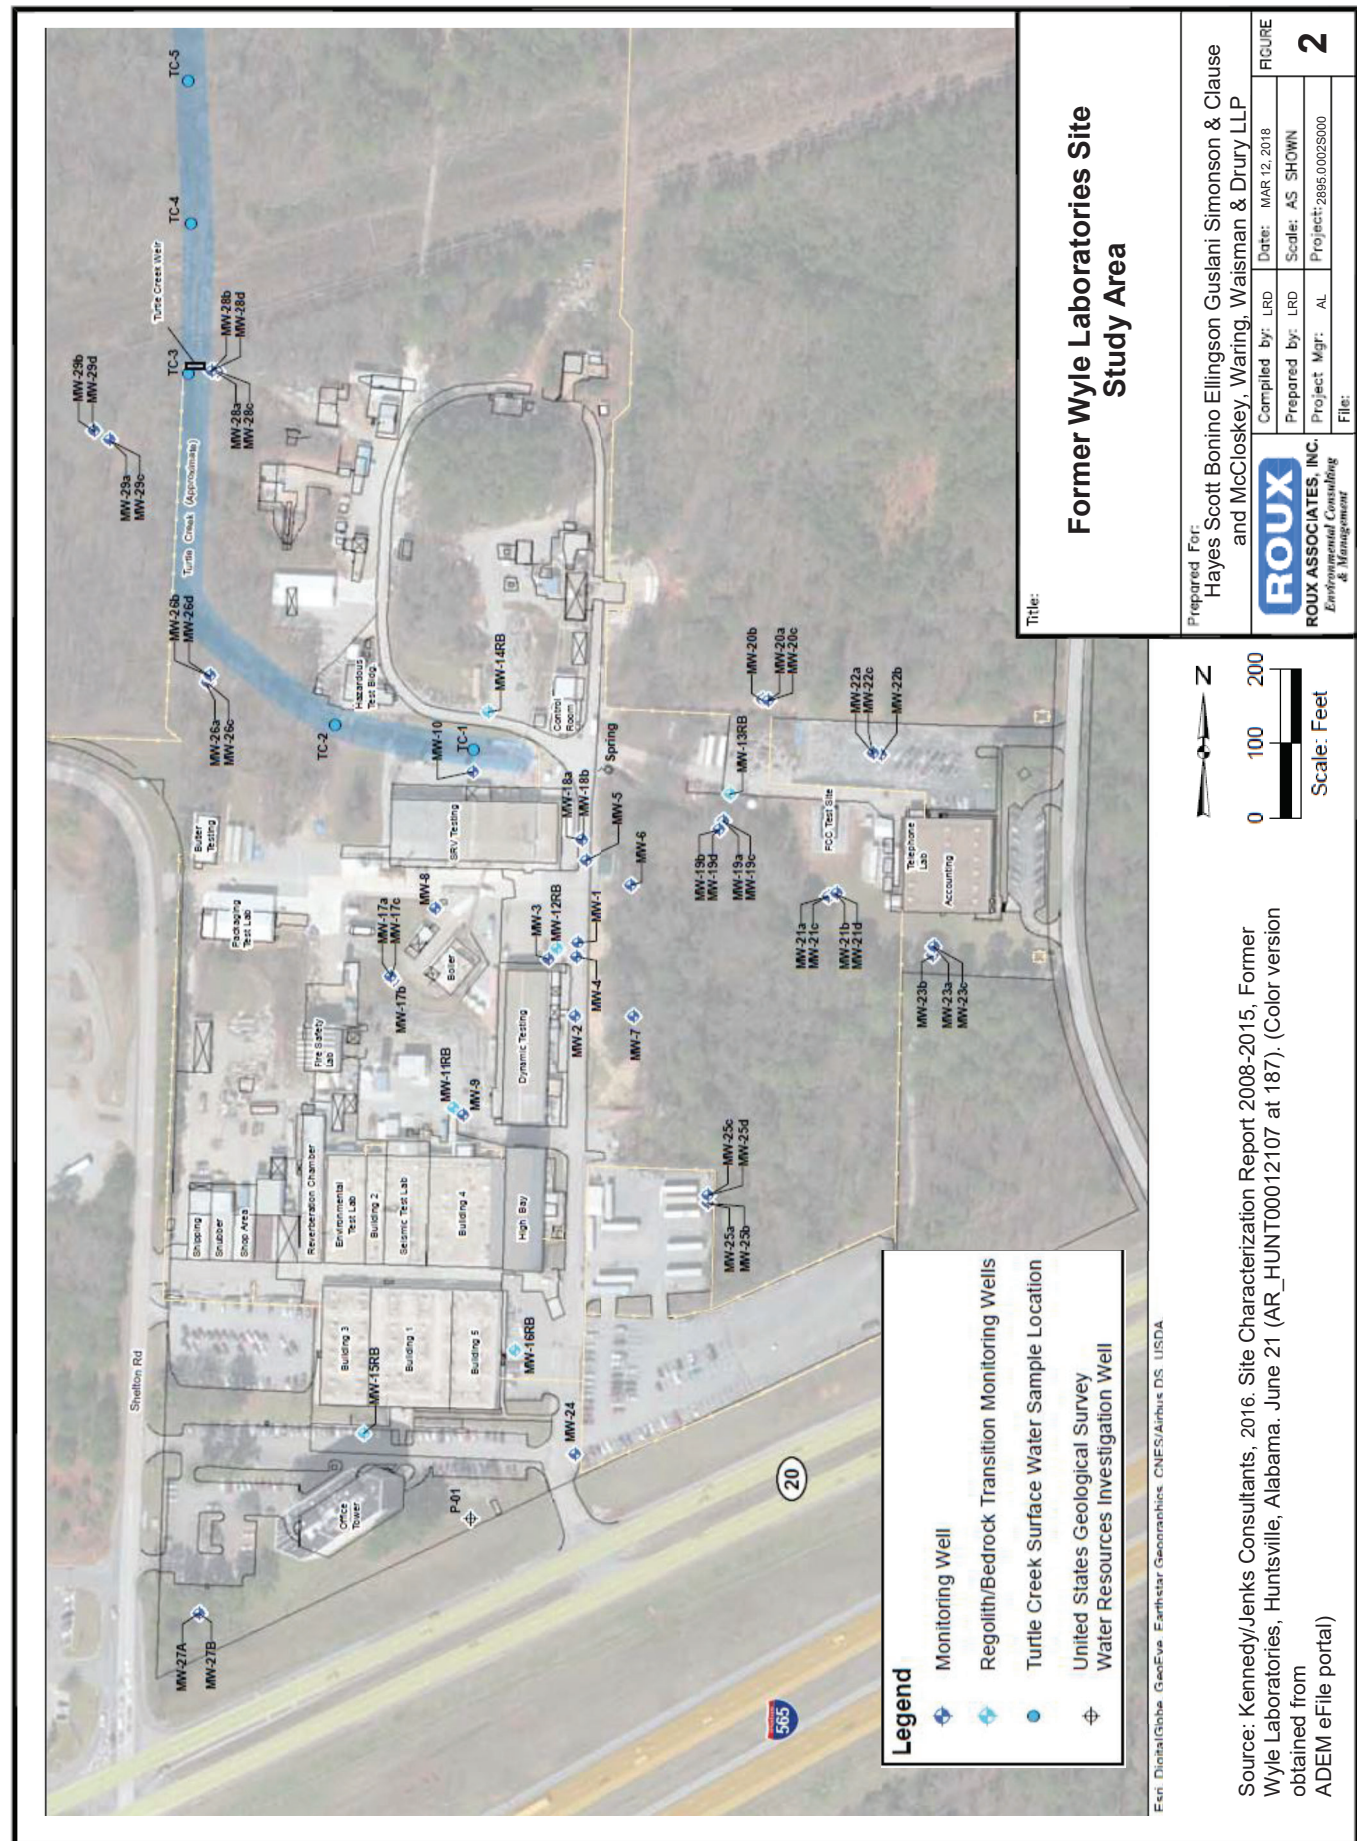 Shelton Rd
MW-27A
MW-27B
Office
Tower
P-01
MW-15RB
MW-24
MW-16RB
Building 3
Building 1
Building 5
Shipping
Snubber
Shop Area
Reverberation Chamber
Environmental
Test Lab
Building 2
Seismic Test Lab
Building 4
High Bay
MW-25a
MW-25b
MW-25c
MW-25d
MW-11RB
MW-9
Fire Safety
Lab
Packaging
Test Lab
MW-17a
MW-17c
MW-17b
MW-8
Boiler
Dynamic Testing
MW-3
MW-12RB
MW-2
MW-4
MW-1
MW-7
MW-6
MW-5
MW-18a
MW-18b
SRV Testing
MW-10
TC-1
TC-2
Hazardous
Test Bldg.
MW-14RB
Control
Room
Spring
MW-13RB
MW-19b
MW-19d
MW-19a
MW-19c
MW-20b
MW-20a
MW-20c
MW-22a
MW-22c
MW-22b
FCC Test Site
Telephone
Lab
Accounting
MW-21a
MW-21c
MW-21b
MW-21d
MW-23b
MW-23a
MW-23c
MW-26a
MW-26c
MW-26b
MW-26d
Turtle Creek (Approximate)
MW-29a
MW-29c
MW-29b
MW-29d
TC-3
Turtle Creek Weir
MW-28a
MW-28c
MW-28b
MW-28d
TC-4
TC-5
20
565
Legend
Monitoring Well
Regolith/Bedrock Transition Monitoring Wells
Turtle Creek Surface Water Sample Location
United States Geological Survey
Water Resources Investigation Well
Esri, DigitalGlobe, GeoEye, Earthstar Geographics, CNES/Airbus DS, USDA
Source: Kennedy/Jenks Consultants, 2016. Site Characterization Report 2008-2015, Former
Wyle Laboratories, Huntsville, Alabama. June 21 (AR_HUNT00012107 at 187). (Color version
obtained from
ADEM eFile portal)
Z
0 100 200
Scale: Feet
Title:
Former Wyle Laboratories Site
Study Area
Prepared For:
Hayes Scott Bonino Ellingson Guslani Simonson & Clause
and McCloskey, Waring, Waisman & Drury LLP
ROUX
ROUX ASSOCIATES, INC.
Environmental Consulting
& Management
Compiled by: LRD
Date: MAR 12, 2018
FIGURE
Prepared by: LRD
Scale: AS SHOWN
2
Project Mgr: AL
Project: 2895.0002S000
File: